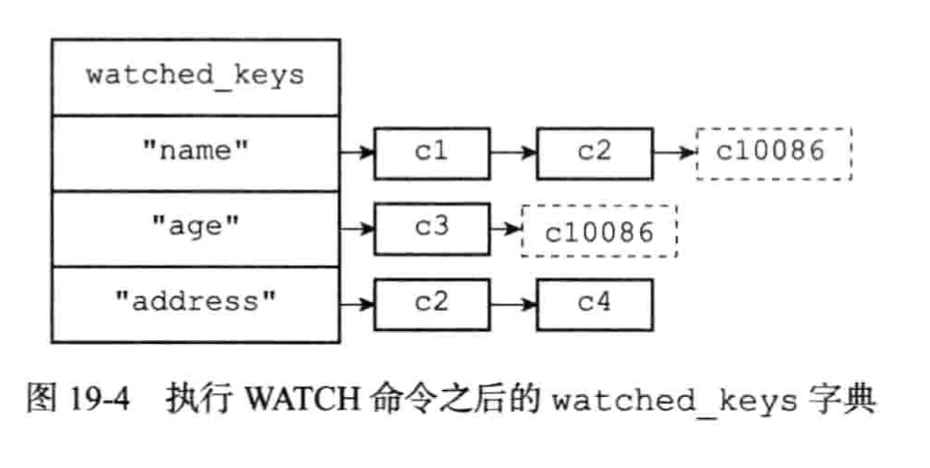 watched_keys
"name" c1 c2 c10086
"age" c3 c10086
"address" c2 c4
图 19-4 执行 WATCH 命令之后的 watched_keys 字典